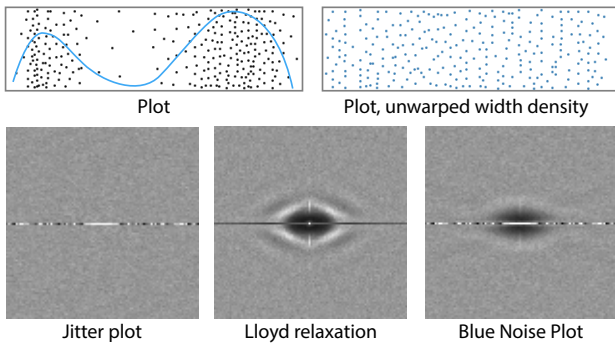 Plot
Plot, unwarped width density
Jitter plot
Lloyd relaxation
Blue Noise Plot